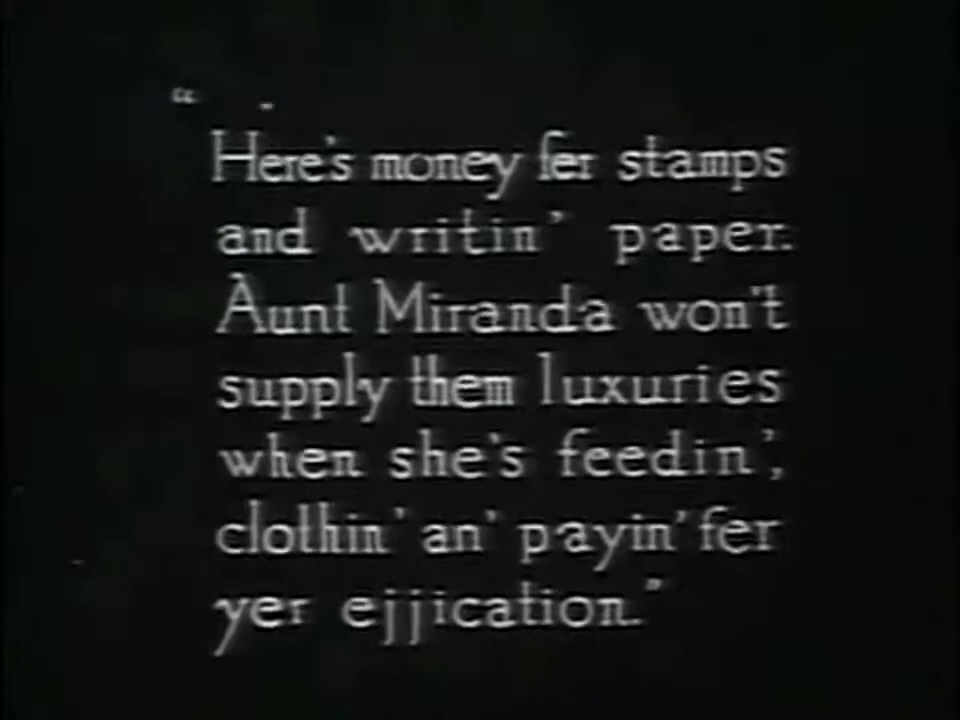 "Here's money fer stamps
and writin' paper.
Aunt Miranda won't
supply them luxuries
when she's feedin',
clothin' an' payin' fer
yer ejjication."